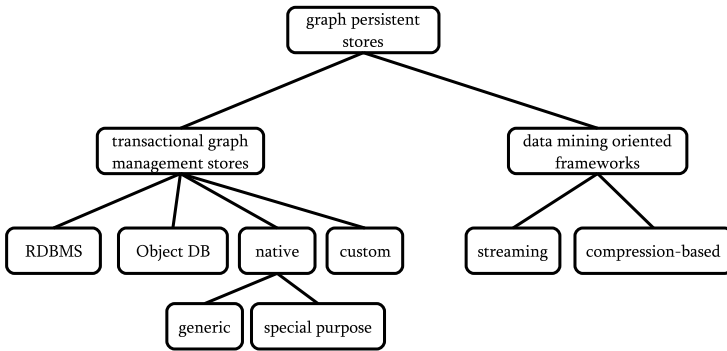 graph persistent
stores
transactional graph
management stores
data mining oriented
frameworks
RDBMS
Object DB
native
custom
streaming
compression-based
generic
special purpose